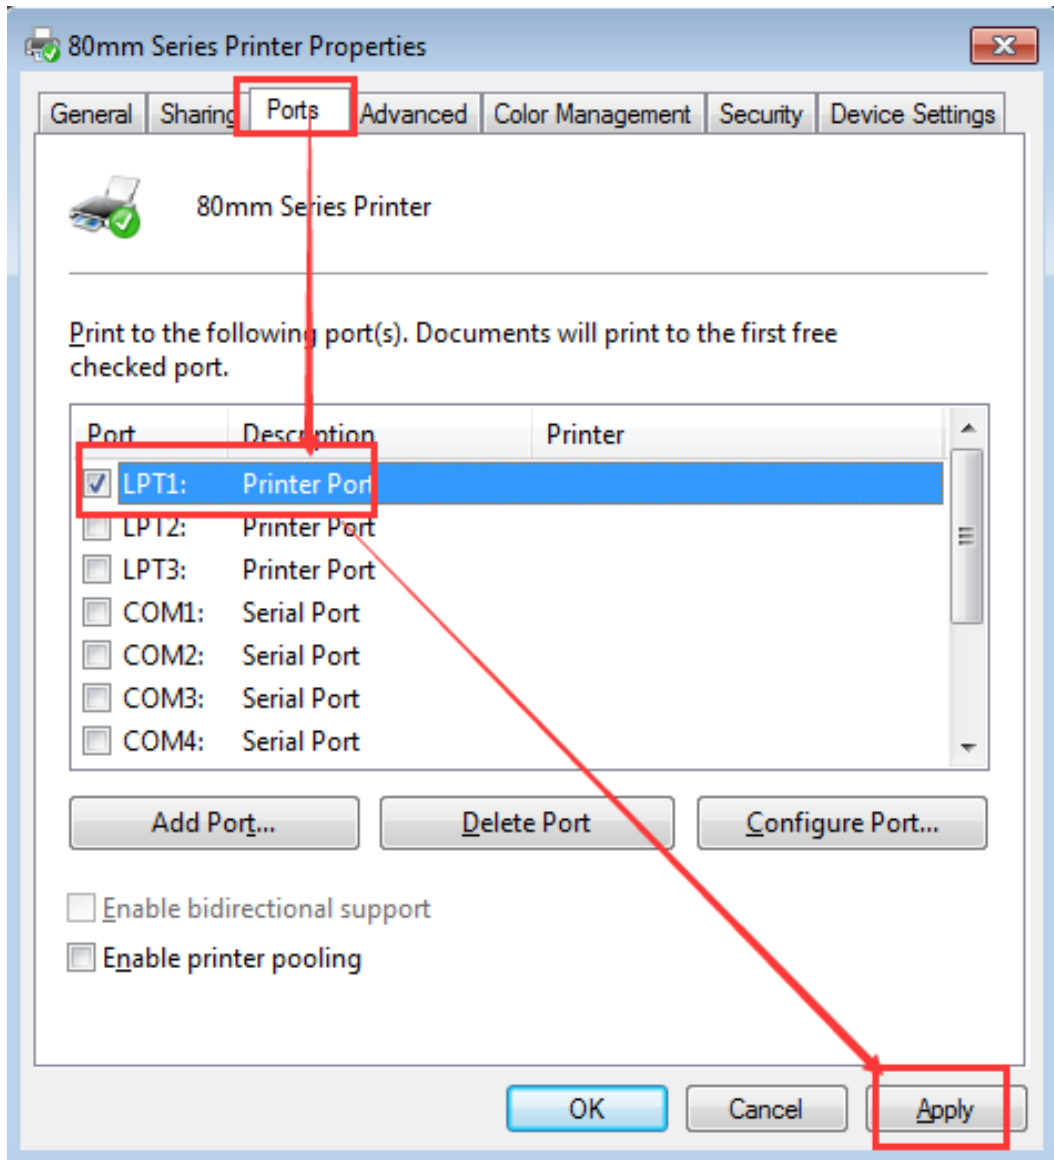 80mm Series Printer Properties
General Sharing Ports Advanced Color Management Security Device Settings
80mm Series Printer
Print to the following port(s). Documents will print to the first free
checked port.
Port Description Printer
LPT1: Printer Port
LPT2: Printer Port
LPT3: Printer Port
COM1: Serial Port
COM2: Serial Port
COM3: Serial Port
COM4: Serial Port
Add Port... Delete Port Configure Port...
Enable bidirectional support
Enable printer pooling
OK Cancel Apply